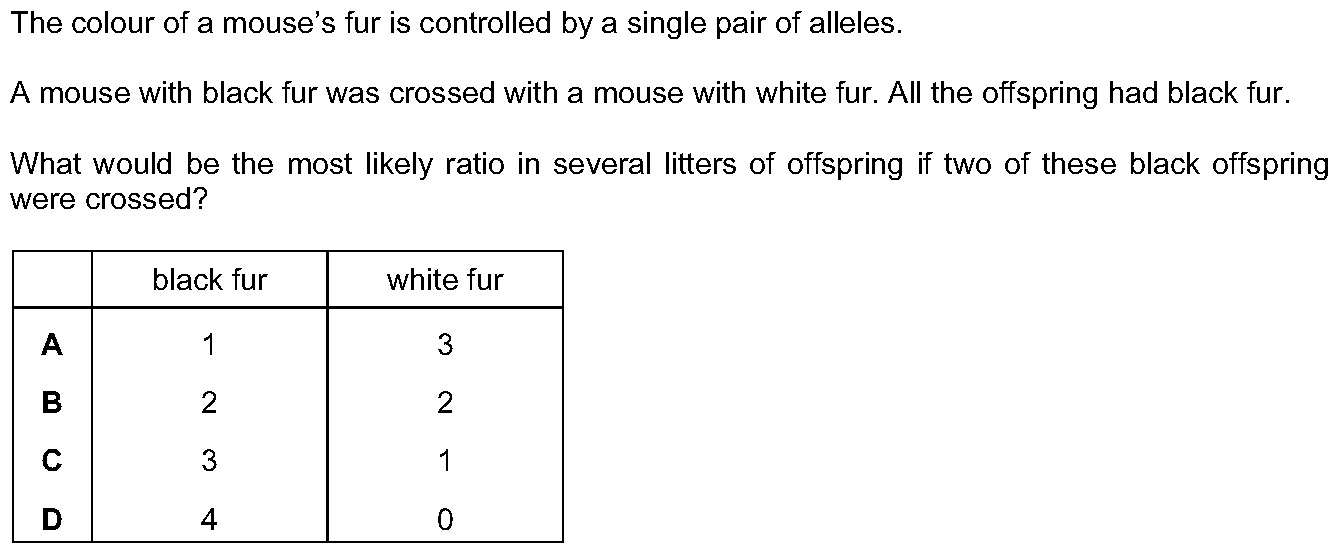 The colour of a mouse's fur is controlled by a single pair of alleles.
A mouse with black fur was crossed with a mouse with white fur. All the offspring had black fur.
What would be the most likely ratio in several litters of offspring if two of these black offspring
were crossed?
black fur white fur
A 1 3
B 2 2
C 3 1
D 4 0